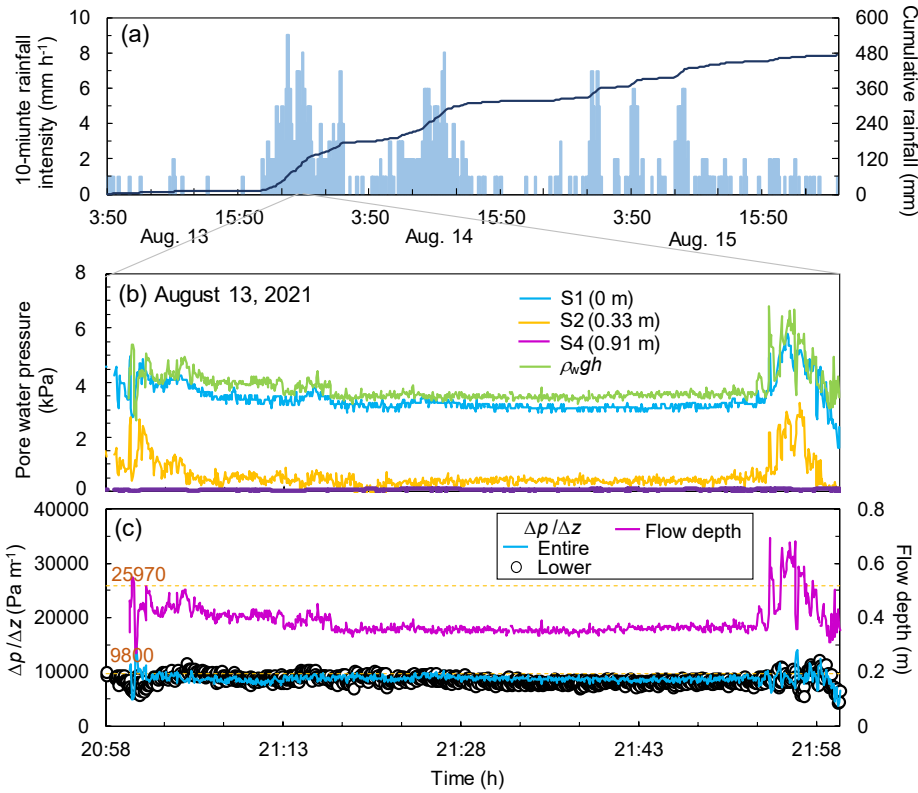 (a)
10-miunte rainfall
intensity (mm h-1)
10
8
6
4
2
0
Cumulative
rainfall (mm)
600
480
360
240
120
0
3:50 15:50 3:50 15:50 3:50 15:50
Aug. 13 Aug. 14 Aug. 15
(b) August 13, 2021
Pore water pressure
(kPa)
8
6
4
2
0
S1 (0 m)
S2 (0.33 m)
S4 (0.91 m)
ρwgh
(c)
Δp/Δz (Pa m-1)
40000
30000
20000
10000
0
25970
9800
Δp/Δz
Entire
Lower
Flow depth
Flow depth (m)
0.8
0.6
0.4
0.2
0
20:58 21:13 21:28 21:43 21:58
Time (h)